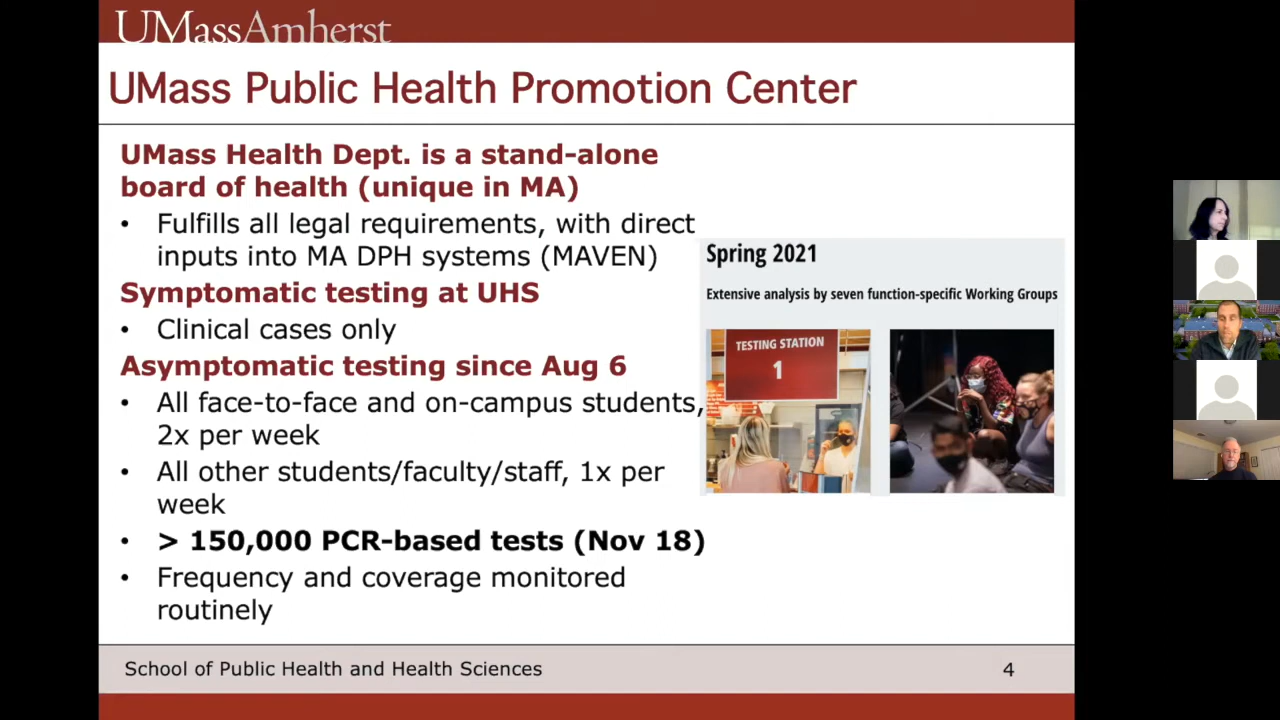 UMassAmherst
UMass Public Health Promotion Center
UMass Health Dept. is a stand-alone
board of health (unique in MA)
• Fulfills all legal requirements, with direct
inputs into MA DPH systems (MAVEN)
Symptomatic testing at UHS
• Clinical cases only
Asymptomatic testing since Aug 6
• All face-to-face and on-campus students,
2x per week
• All other students/faculty/staff, 1x per
week
• > 150,000 PCR-based tests (Nov 18)
• Frequency and coverage monitored
routinely
Spring 2021
Extensive analysis by seven function-specific Working Groups
TESTING STATION
1
School of Public Health and Health Sciences
4